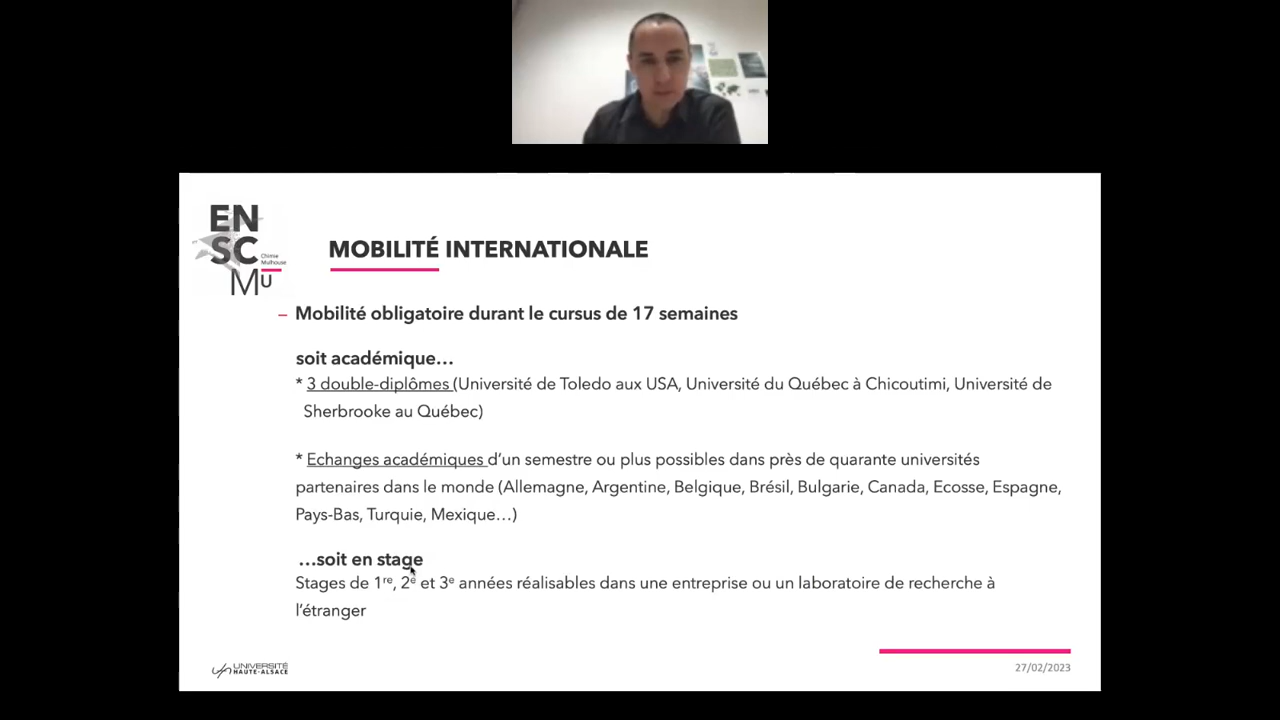 EN
SC
Chimie
Mulhouse
MU
MOBILITÉ INTERNATIONALE
– Mobilité obligatoire durant le cursus de 17 semaines
soit académique…
* 3 double-diplômes (Université de Toledo aux USA, Université du Québec à Chicoutimi, Université de
Sherbrooke au Québec)
* Echanges académiques d’un semestre ou plus possibles dans près de quarante universités
partenaires dans le monde (Allemagne, Argentine, Belgique, Brésil, Bulgarie, Canada, Ecosse, Espagne,
Pays-Bas, Turquie, Mexique…)
…soit en stage
Stages de 1re, 2e et 3e années réalisables dans une entreprise ou un laboratoire de recherche à
l’étranger
UNIVERSITÉ
HAUTE-ALSACE
27/02/2023